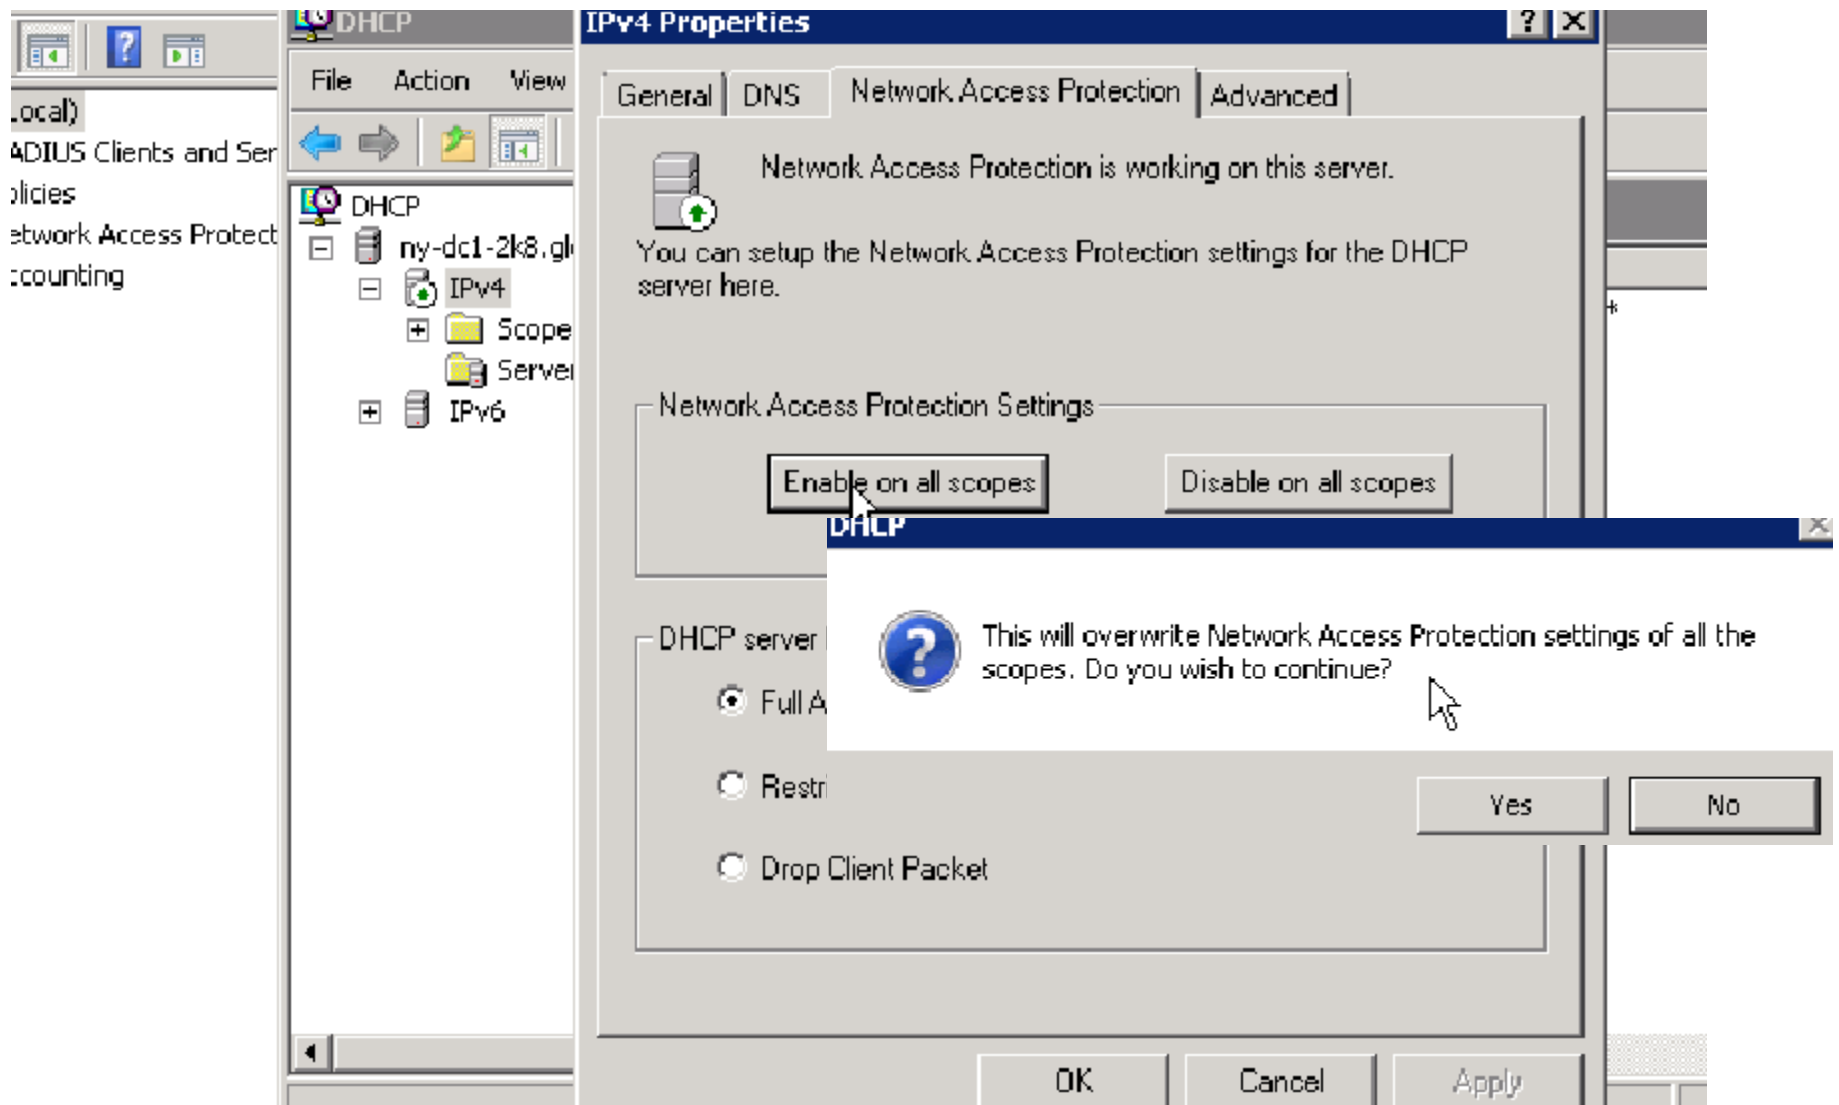 DHCP
IPv4 Properties
File Action View
General DNS Network Access Protection Advanced
Local)
ADIUS Clients and Ser
olicies
etwork Access Protect
ccounting
DHCP
ny-dc1-2k8.gl
IPv4
Scope
Server
IPv6
Network Access Protection is working on this server.
You can setup the Network Access Protection settings for the DHCP
server here.
Network Access Protection Settings
Enable on all scopes Disable on all scopes
DHCP server
Full A
Restri
Drop Client Packet
DHCP
This will overwrite Network Access Protection settings of all the
scopes. Do you wish to continue?
Yes No
OK Cancel Apply